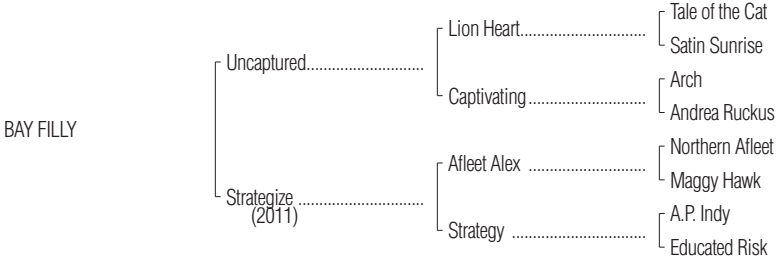 Tale of the Cat
Lion Heart..............................
Satin Sunrise
Uncaptured............................
Arch
Captivating............................
Andrea Ruckus
BAY FILLY
Northern Afleet
Afleet Alex ............................
Maggy Hawk
Strategize ..............................
(2011)
A.P. Indy
Strategy ................................
Educated Risk